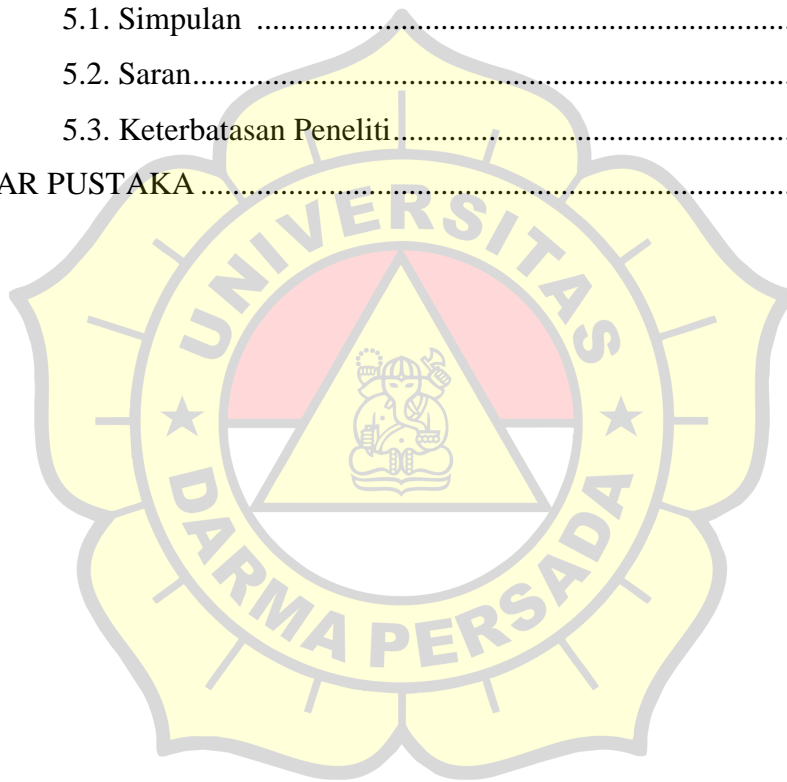 5.1. Simpulan ..........................................................................
5.2. Saran..................................................................................
5.3. Keterbatasan Peneliti.......................................................
AR PUSTAKA ..........................................................................
UNIVERSITAS
DARMA PERSADA